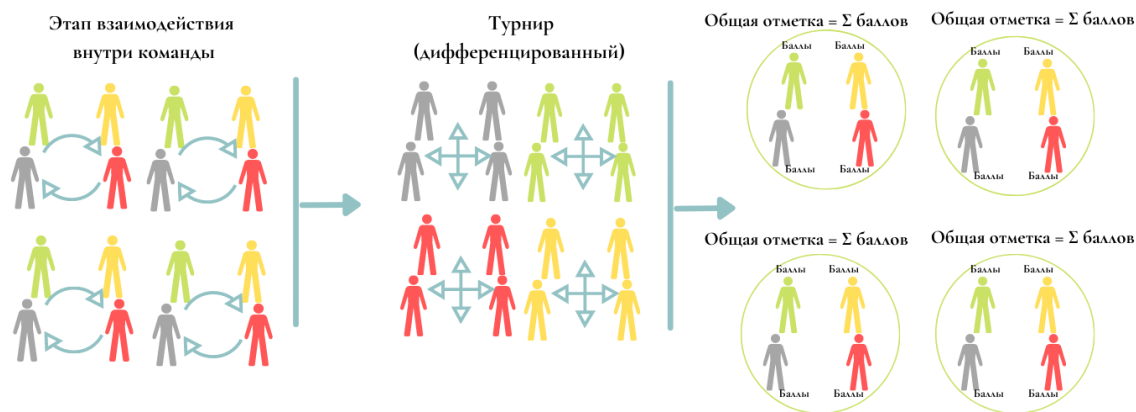 Этап взаимодействия
внутри команды
Турнир
(дифференцированный)
Общая отметка = Σ баллов
Баллы
Баллы
Баллы
Баллы
Общая отметка = Σ баллов
Баллы
Баллы
Баллы
Баллы
Общая отметка = Σ баллов
Баллы
Баллы
Баллы
Баллы
Общая отметка = Σ баллов
Баллы
Баллы
Баллы
Баллы